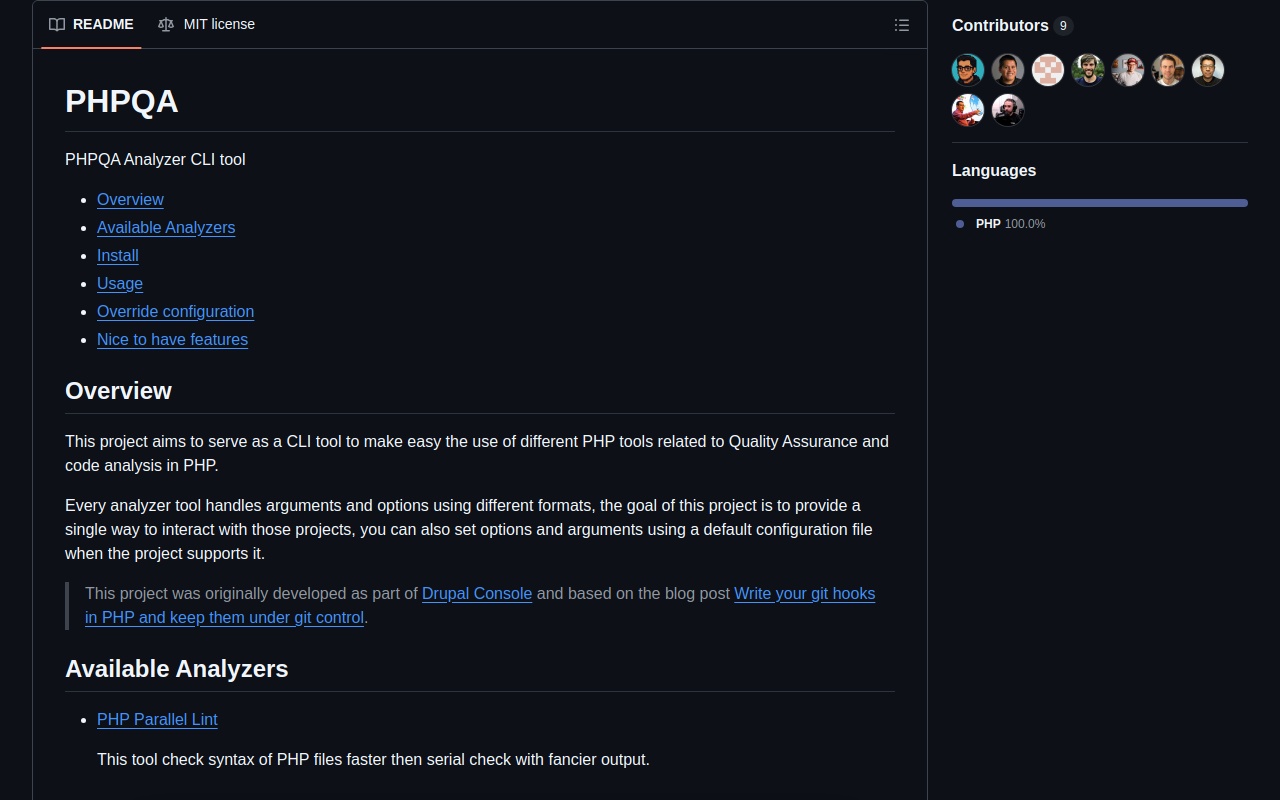 README
MIT license
PHPQA
PHPQA Analyzer CLI tool
Overview
Available Analyzers
Install
Usage
Override configuration
Nice to have features
Overview
This project aims to serve as a CLI tool to make easy the use of different PHP tools related to Quality Assurance and
code analysis in PHP.
Every analyzer tool handles arguments and options using different formats, the goal of this project is to provide a
single way to interact with those projects, you can also set options and arguments using a default configuration file
when the project supports it.
This project was originally developed as part of Drupal Console and based on the blog post Write your git hooks
in PHP and keep them under git control.
Available Analyzers
PHP Parallel Lint
This tool check syntax of PHP files faster then serial check with fancier output.
Contributors 9
Languages
PHP 100.0%